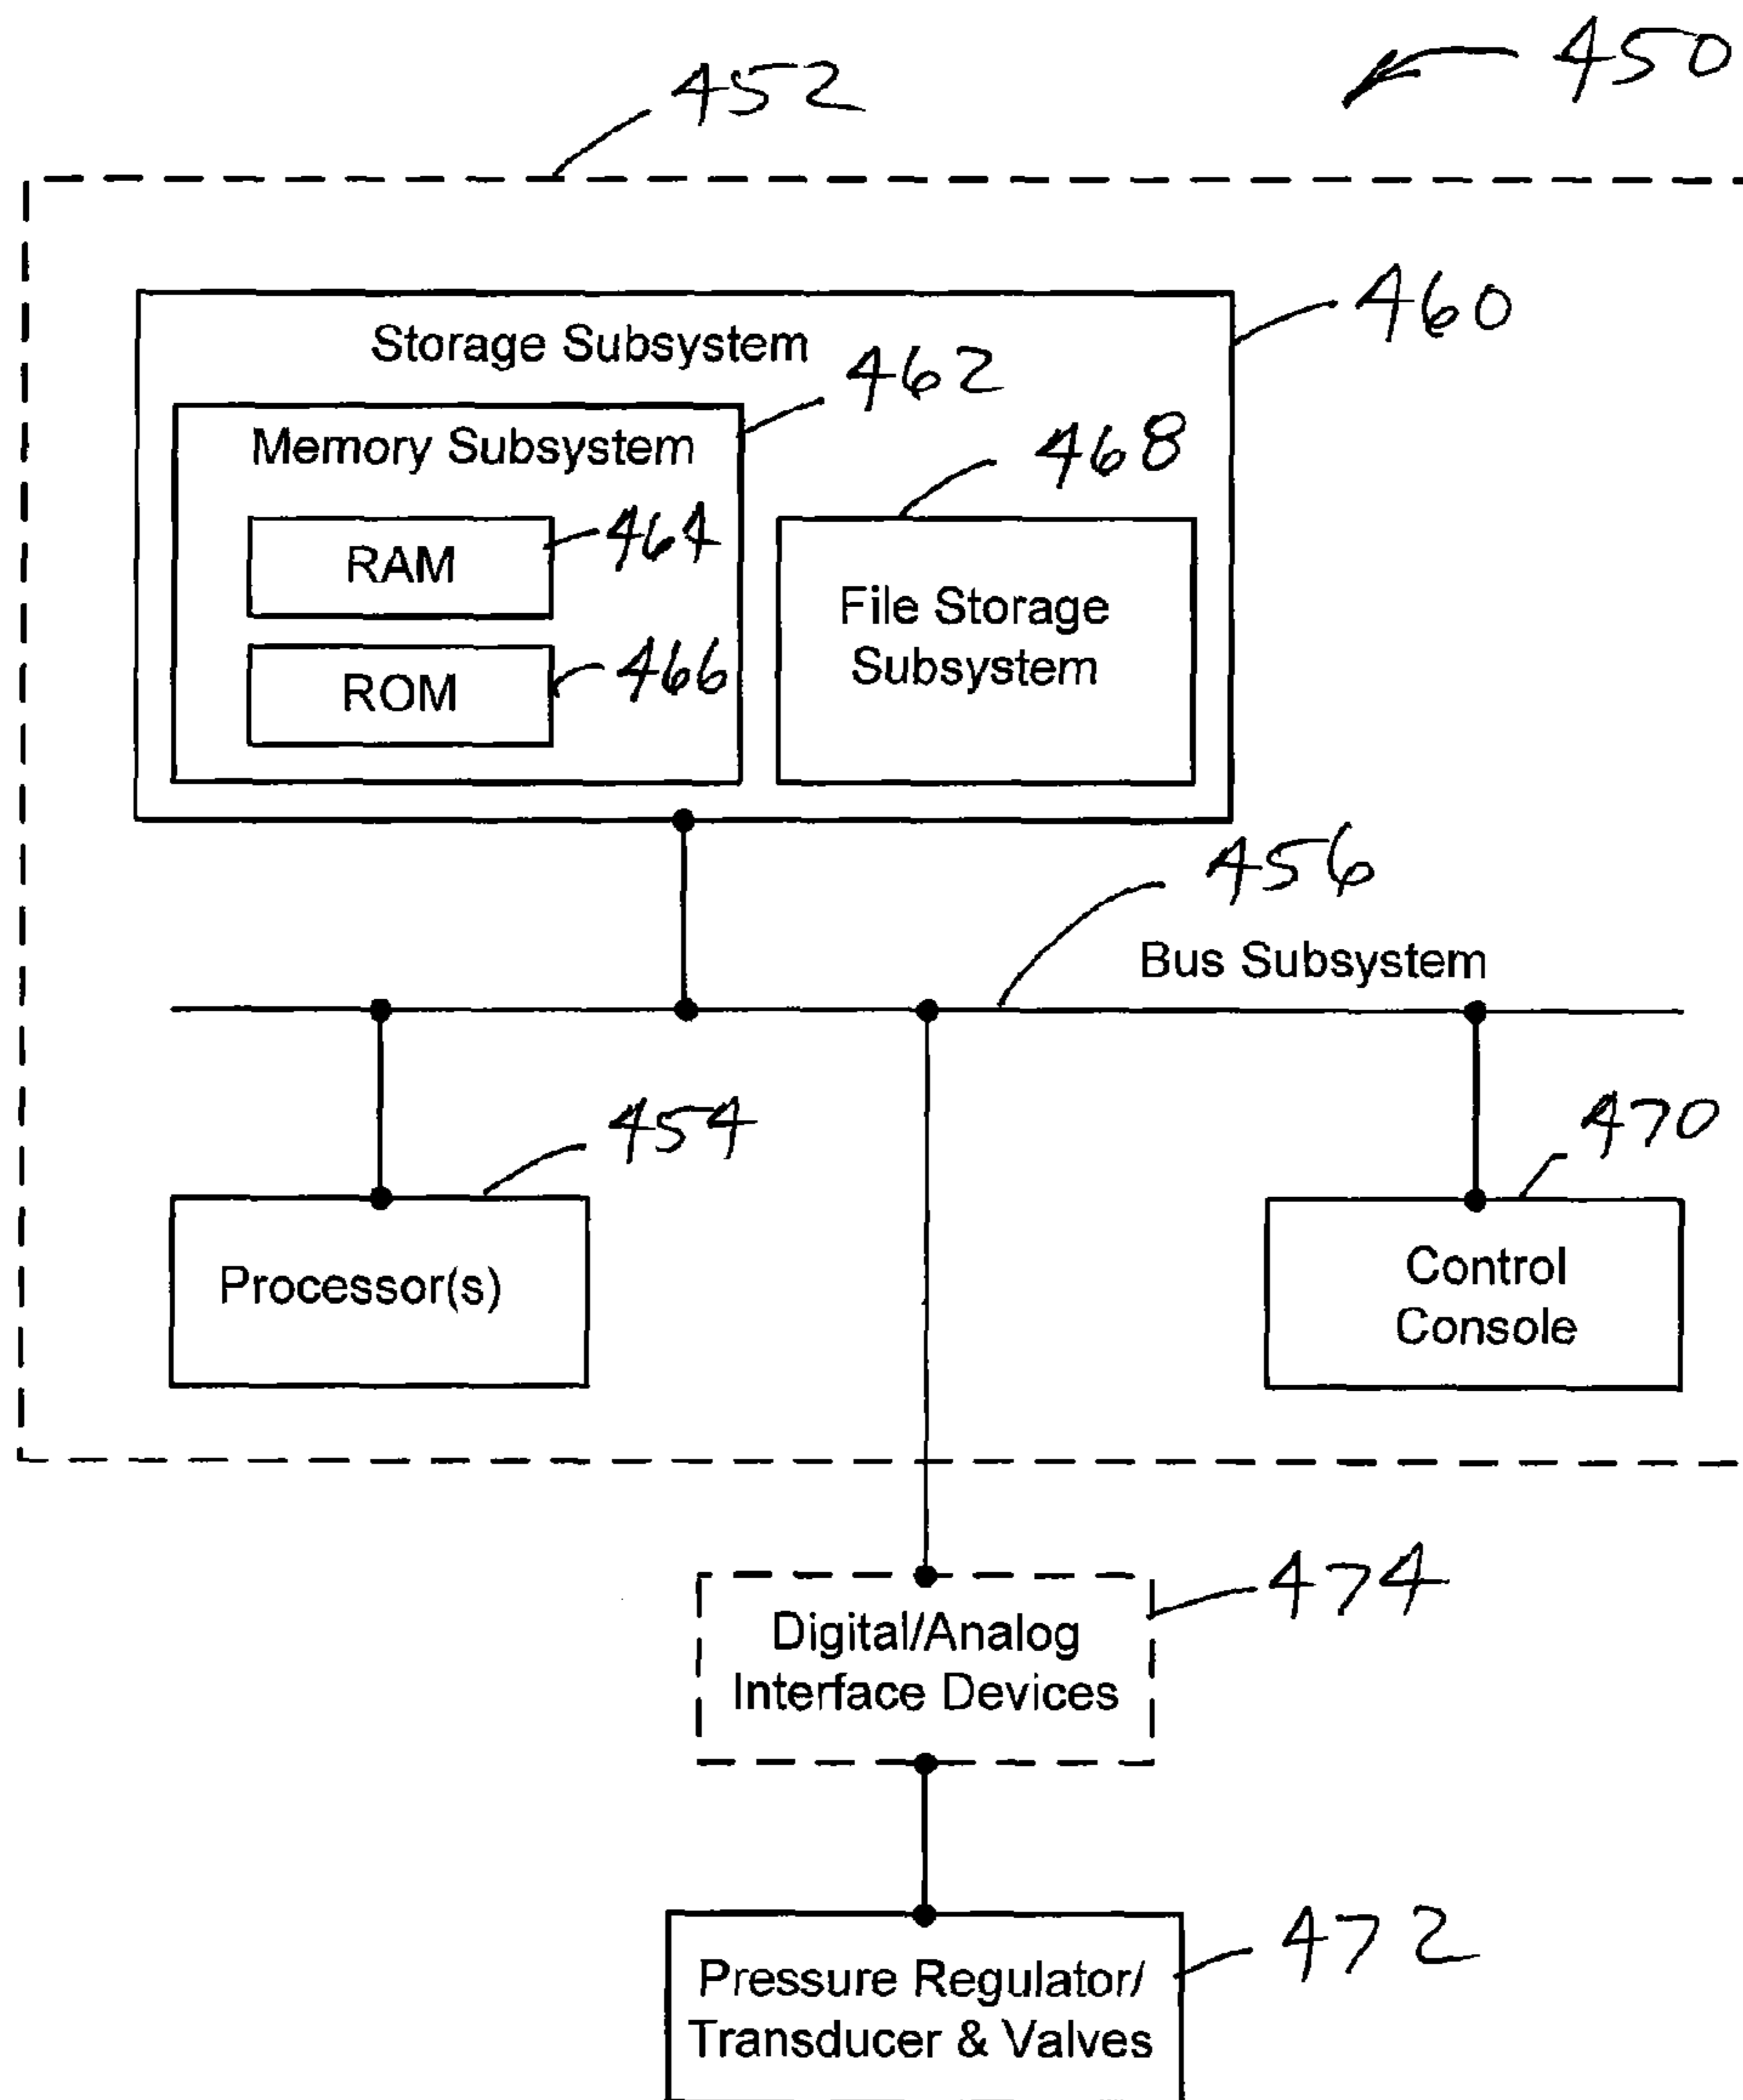 450
452
460
Storage Subsystem
462
Memory Subsystem
468
RAM
464
File Storage
Subsystem
ROM
466
456
Bus Subsystem
454
470
Processor(s)
Control
Console
474
Digital/Analog
Interface Devices
472
Pressure Regulator/
Transducer & Valves